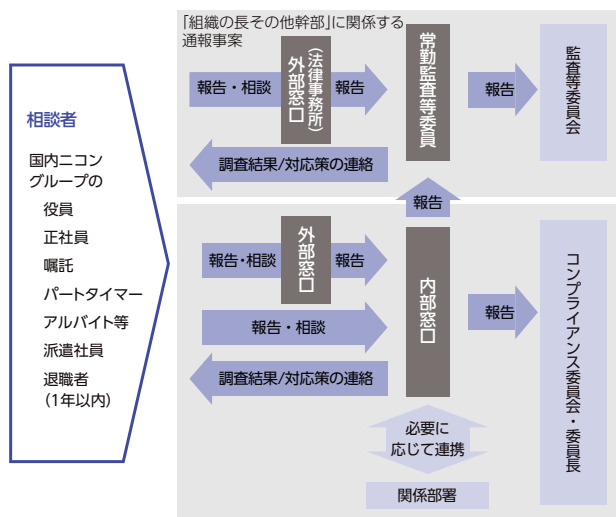 相談者
国内ニコン
グループの
役員
正社員
嘱託
パートタイマー
アルバイト等
派遣社員
退職者
（1年以内）
「組織の長その他幹部」に関係する
通報事案
報告・相談
外部窓口
（法律事務所）
報告
常勤監査等委員
報告
監査等委員会
調査結果/対応策の連絡
報告
報告・相談
外部窓口
報告
内部窓口
報告
コンプライアンス委員会・委員長
報告・相談
調査結果/対応策の連絡
必要に
応じて連携
関係部署